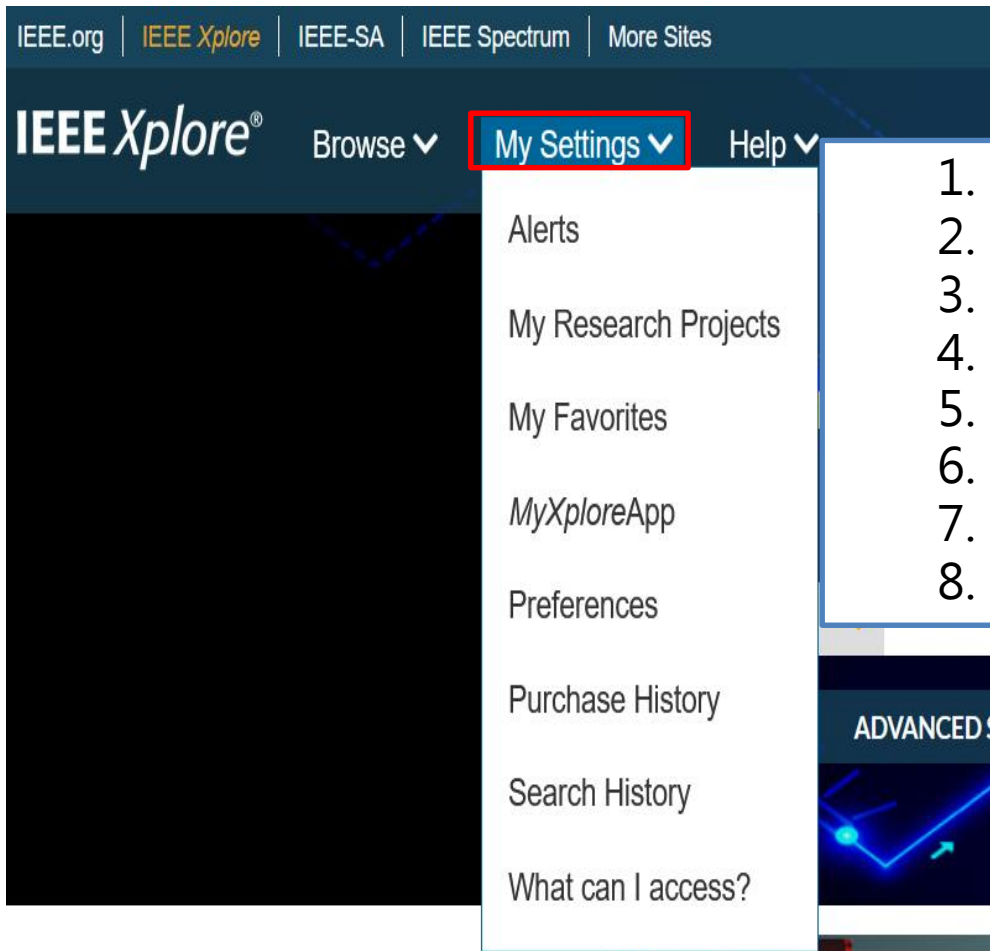 IEEE.org | IEEE Xplore | IEEE-SA | IEEE Spectrum | More Sites
IEEE Xplore® Browse My Settings Help
Alerts
My Research Projects
My Favorites
MyXploreApp
Preferences
Purchase History
Search History
What can I access?
1.
2.
3.
4.
5.
6.
7.
8.
ADVANCED S